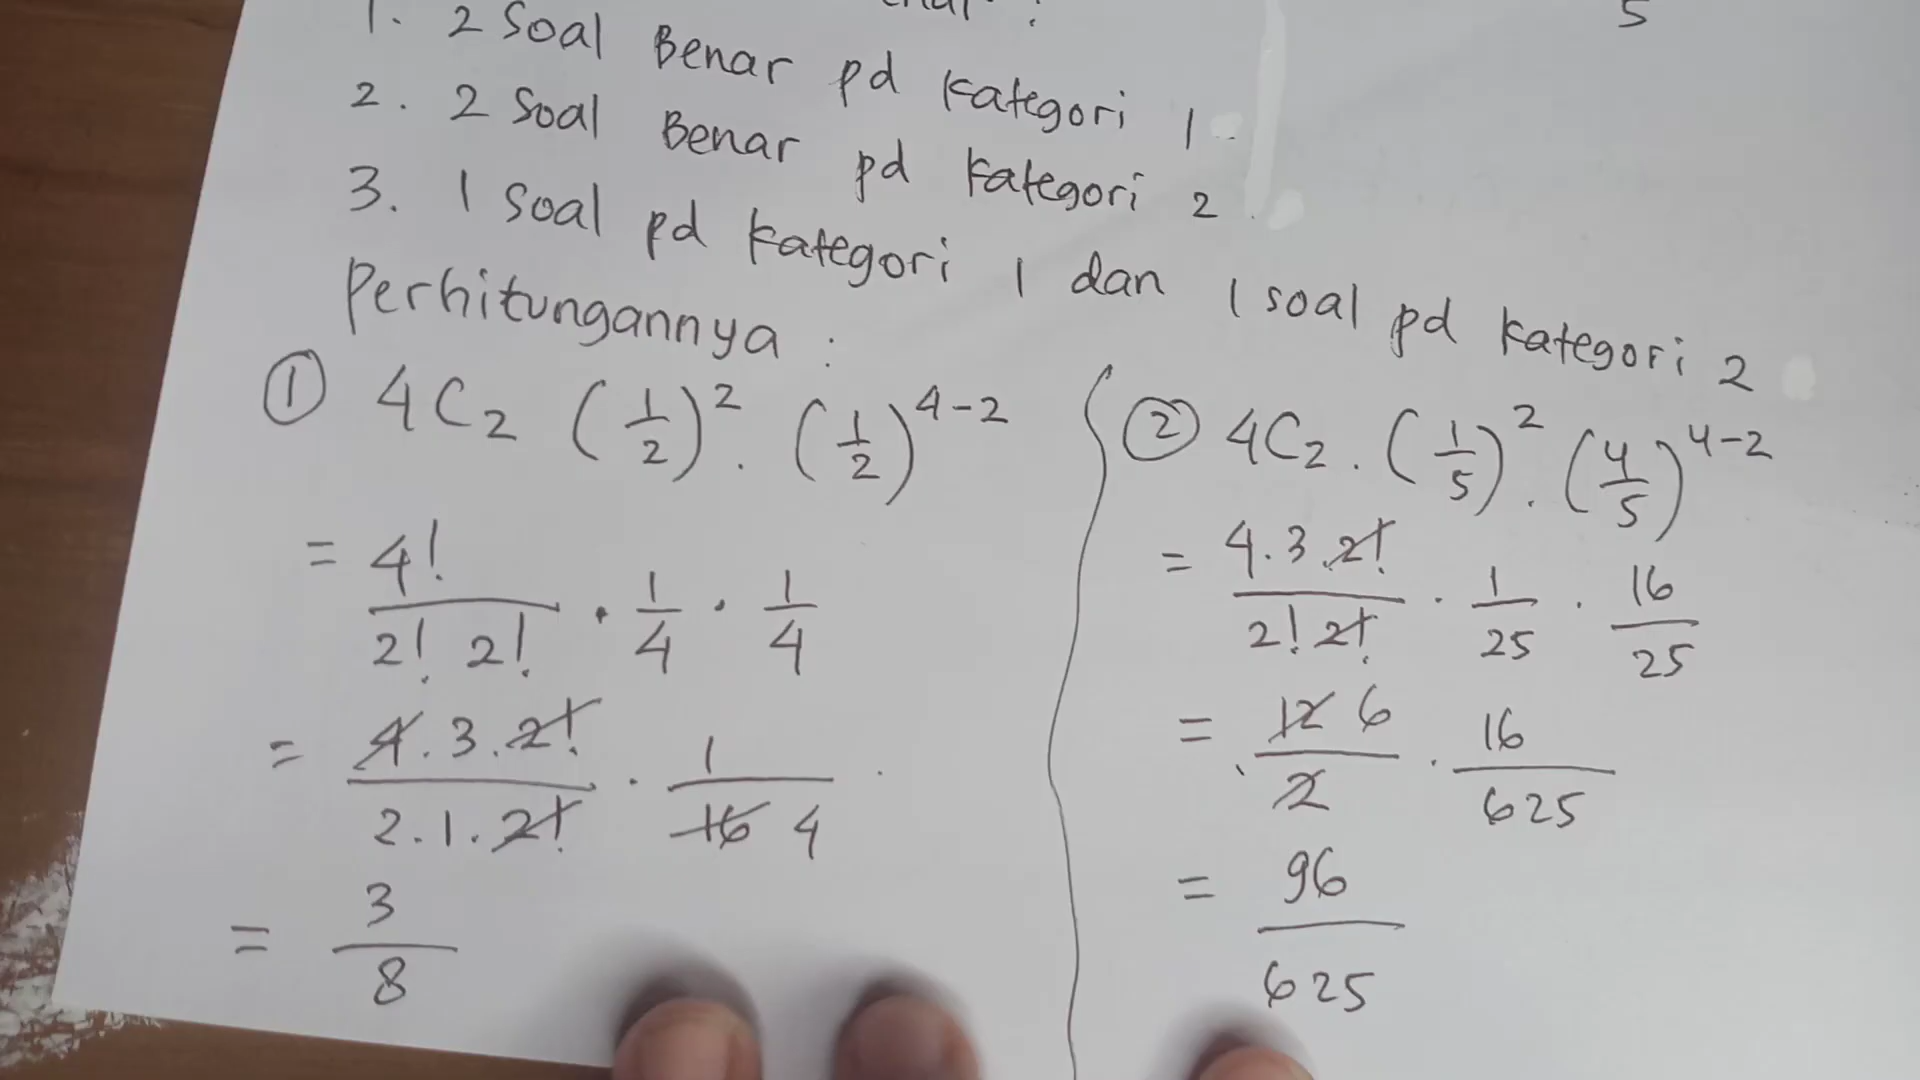 5
1. 2 Soal Benar pd kategori 1
2. 2 Soal Benar pd kategori 2
3. 1 Soal pd kategori 1 dan 1 soal pd kategori 2
Perhitungannya :
① 4C₂ (1/2)² . (1/2)⁴⁻²
= 4!/(2! 2!) . 1/4 . 1/4
= 4.3.2!/(2.1.2!) . 1/16 4
= 3/8
② 4C₂ . (1/5)² . (4/5)⁴⁻²
= 4.3.2!/(2! 2!) . 1/25 . 16/25
= 12 6/2 . 16/625
= 96/625